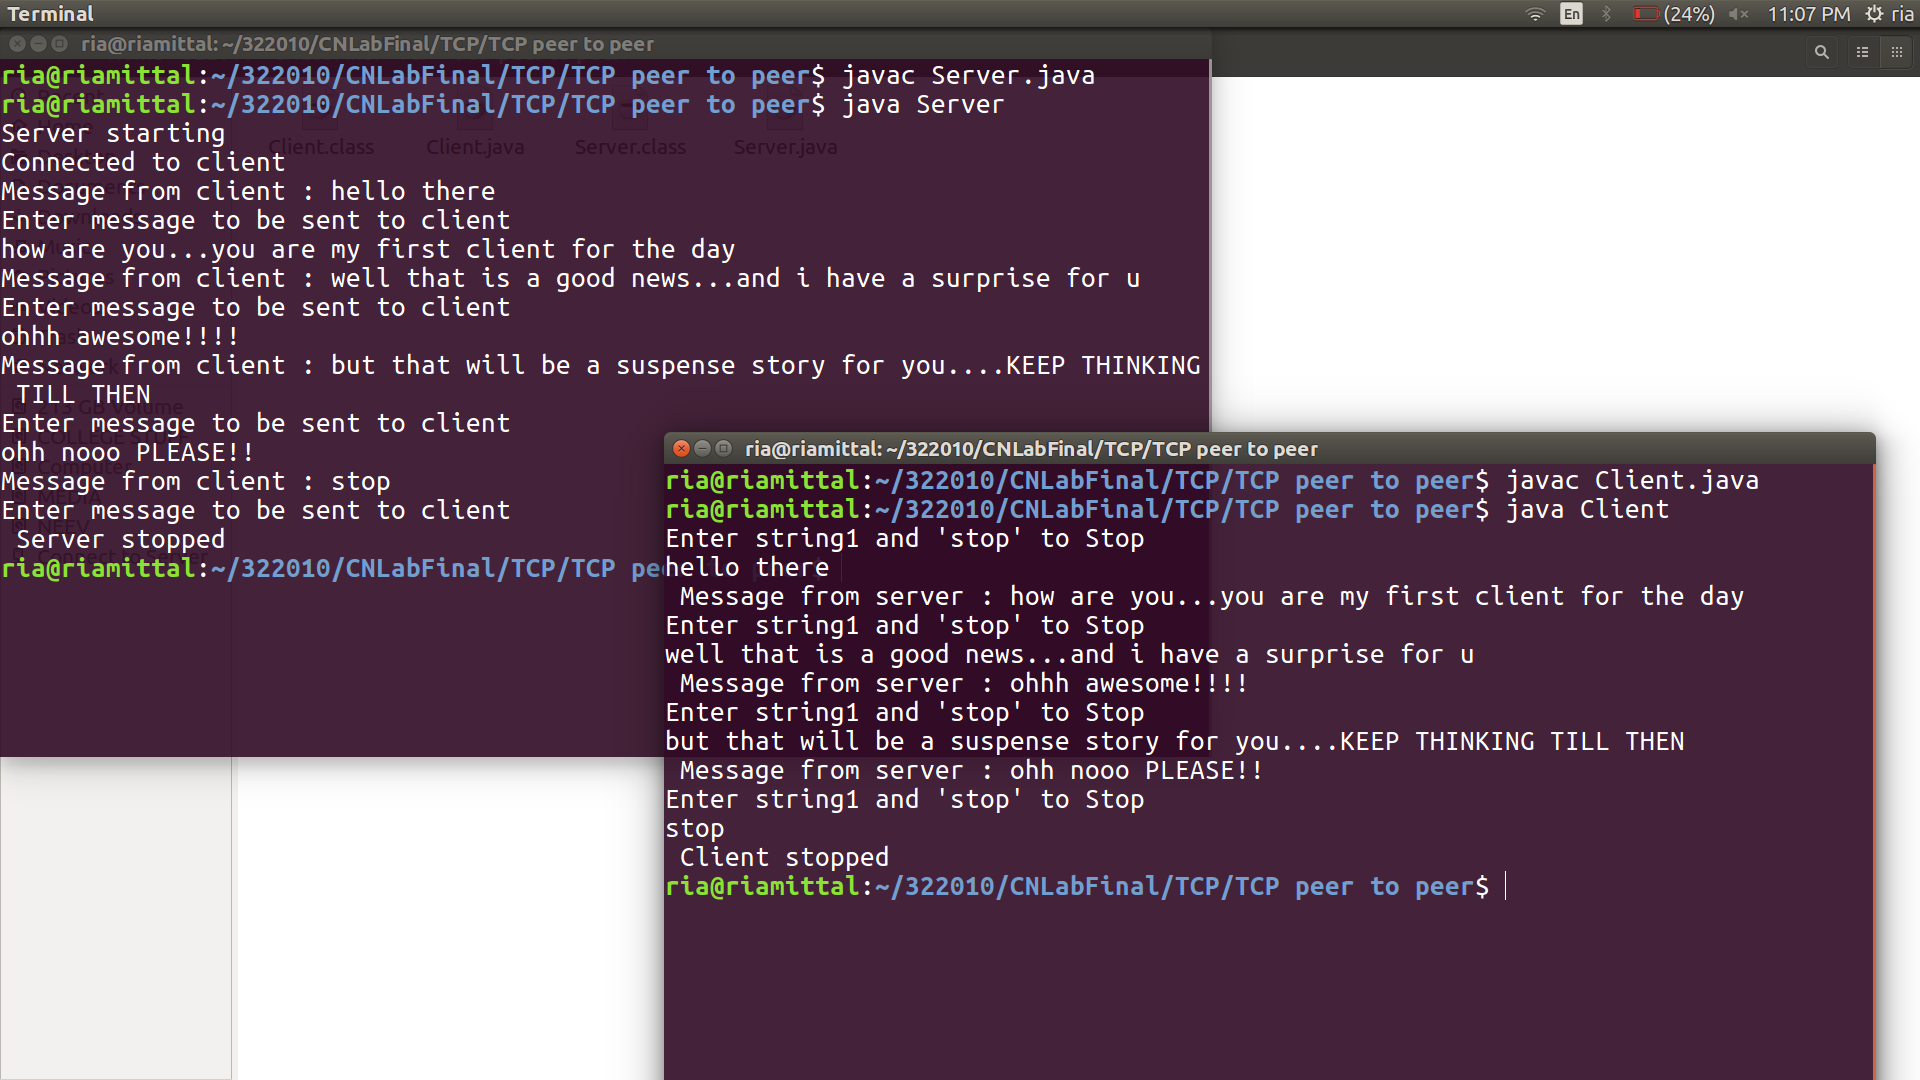 Terminal
En
(24%)
11:07 PM
ria
ria@riamittal: ~/322010/CNLabFinal/TCP/TCP peer to peer
ria@riamittal:~/322010/CNLabFinal/TCP/TCP peer to peer$ javac Server.java
ria@riamittal:~/322010/CNLabFinal/TCP/TCP peer to peer$ java Server
Server starting
Connected to client
Message from client : hello there
Enter message to be sent to client
how are you...you are my first client for the day
Message from client : well that is a good news...and i have a surprise for u
Enter message to be sent to client
ohhh awesome!!!!
Message from client : but that will be a suspense story for you....KEEP THINKING
 TILL THEN
Enter message to be sent to client
ohh nooo PLEASE!!
Message from client : stop
Enter message to be sent to client
 Server stopped
ria@riamittal:~/322010/CNLabFinal/TCP/TCP pe
Client.class
Client.java
Server.class
Server.java
Home
Computer
MEDIA
NEEV
Connect to Server
ria@riamittal: ~/322010/CNLabFinal/TCP/TCP peer to peer
ria@riamittal:~/322010/CNLabFinal/TCP/TCP peer to peer$ javac Client.java
ria@riamittal:~/322010/CNLabFinal/TCP/TCP peer to peer$ java Client
Enter string1 and 'stop' to Stop
hello there
 Message from server : how are you...you are my first client for the day
Enter string1 and 'stop' to Stop
well that is a good news...and i have a surprise for u
 Message from server : ohhh awesome!!!!
Enter string1 and 'stop' to Stop
but that will be a suspense story for you....KEEP THINKING TILL THEN
 Message from server : ohh nooo PLEASE!!
Enter string1 and 'stop' to Stop
stop
 Client stopped
ria@riamittal:~/322010/CNLabFinal/TCP/TCP peer to peer$